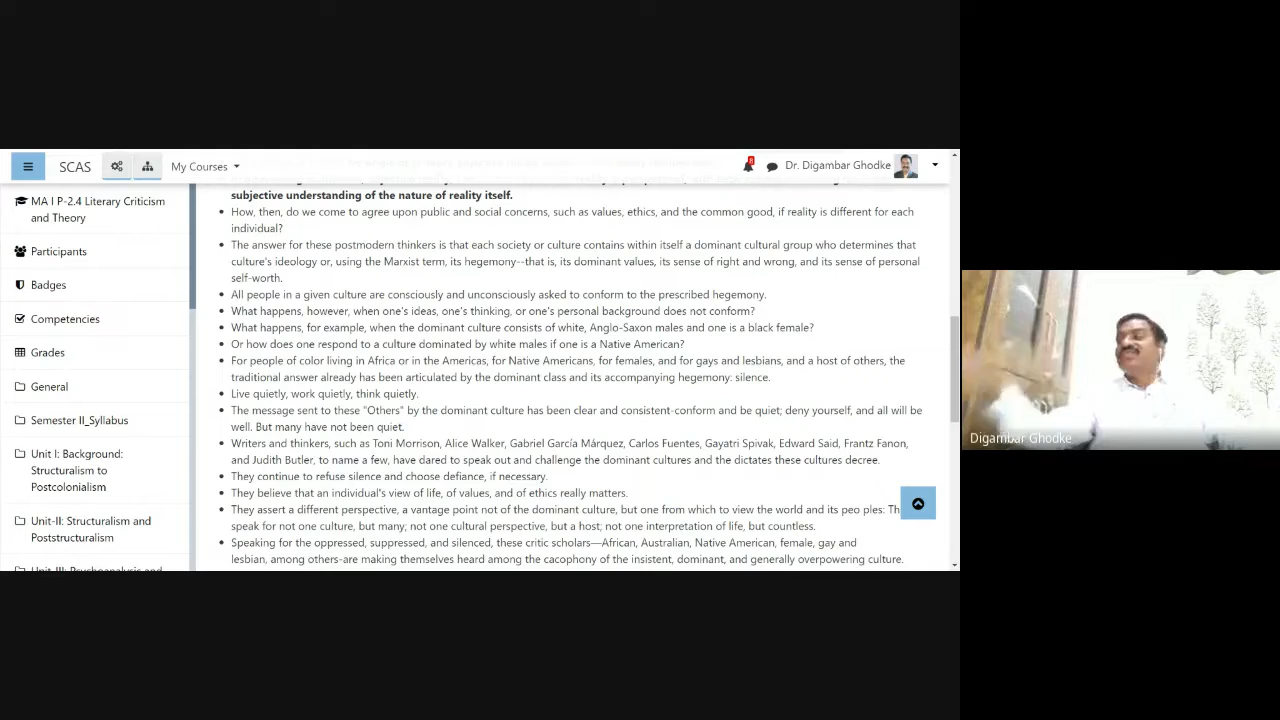 SCAS
My Courses
8
Dr. Digambar Ghodke
MA I P-2.4 Literary Criticism
and Theory
Participants
Badges
Competencies
Grades
General
Semester II_Syllabus
Unit I: Background:
Structuralism to
Postcolonialism
Unit-II: Structuralism and
Poststructuralism
Unit-III: Psychoanalysis and
subjective understanding of the nature of reality itself.
How, then, do we come to agree upon public and social concerns, such as values, ethics, and the common good, if reality is different for each
individual?
The answer for these postmodern thinkers is that each society or culture contains within itself a dominant cultural group who determines that
culture's ideology or, using the Marxist term, its hegemony--that is, its dominant values, its sense of right and wrong, and its sense of personal
self-worth.
All people in a given culture are consciously and unconsciously asked to conform to the prescribed hegemony.
What happens, however, when one's ideas, one's thinking, or one's personal background does not conform?
What happens, for example, when the dominant culture consists of white, Anglo-Saxon males and one is a black female?
Or how does one respond to a culture dominated by white males if one is a Native American?
For people of color living in Africa or in the Americas, for Native Americans, for females, and for gays and lesbians, and a host of others, the
traditional answer already has been articulated by the dominant class and its accompanying hegemony: silence.
Live quietly, work quietly, think quietly.
The message sent to these "Others" by the dominant culture has been clear and consistent-conform and be quiet; deny yourself, and all will be
well. But many have not been quiet.
Writers and thinkers, such as Toni Morrison, Alice Walker, Gabriel García Márquez, Carlos Fuentes, Gayatri Spivak, Edward Said, Frantz Fanon,
and Judith Butler, to name a few, have dared to speak out and challenge the dominant cultures and the dictates these cultures decree.
They continue to refuse silence and choose defiance, if necessary.
They believe that an individual's view of life, of values, and of ethics really matters.
They assert a different perspective, a vantage point not of the dominant culture, but one from which to view the world and its peo ples: Th
speak for not one culture, but many; not one cultural perspective, but a host; not one interpretation of life, but countless.
Speaking for the oppressed, suppressed, and silenced, these critic scholars—African, Australian, Native American, female, gay and
lesbian, among others-are making themselves heard among the cacophony of the insistent, dominant, and generally overpowering culture.
Digambar Ghodke